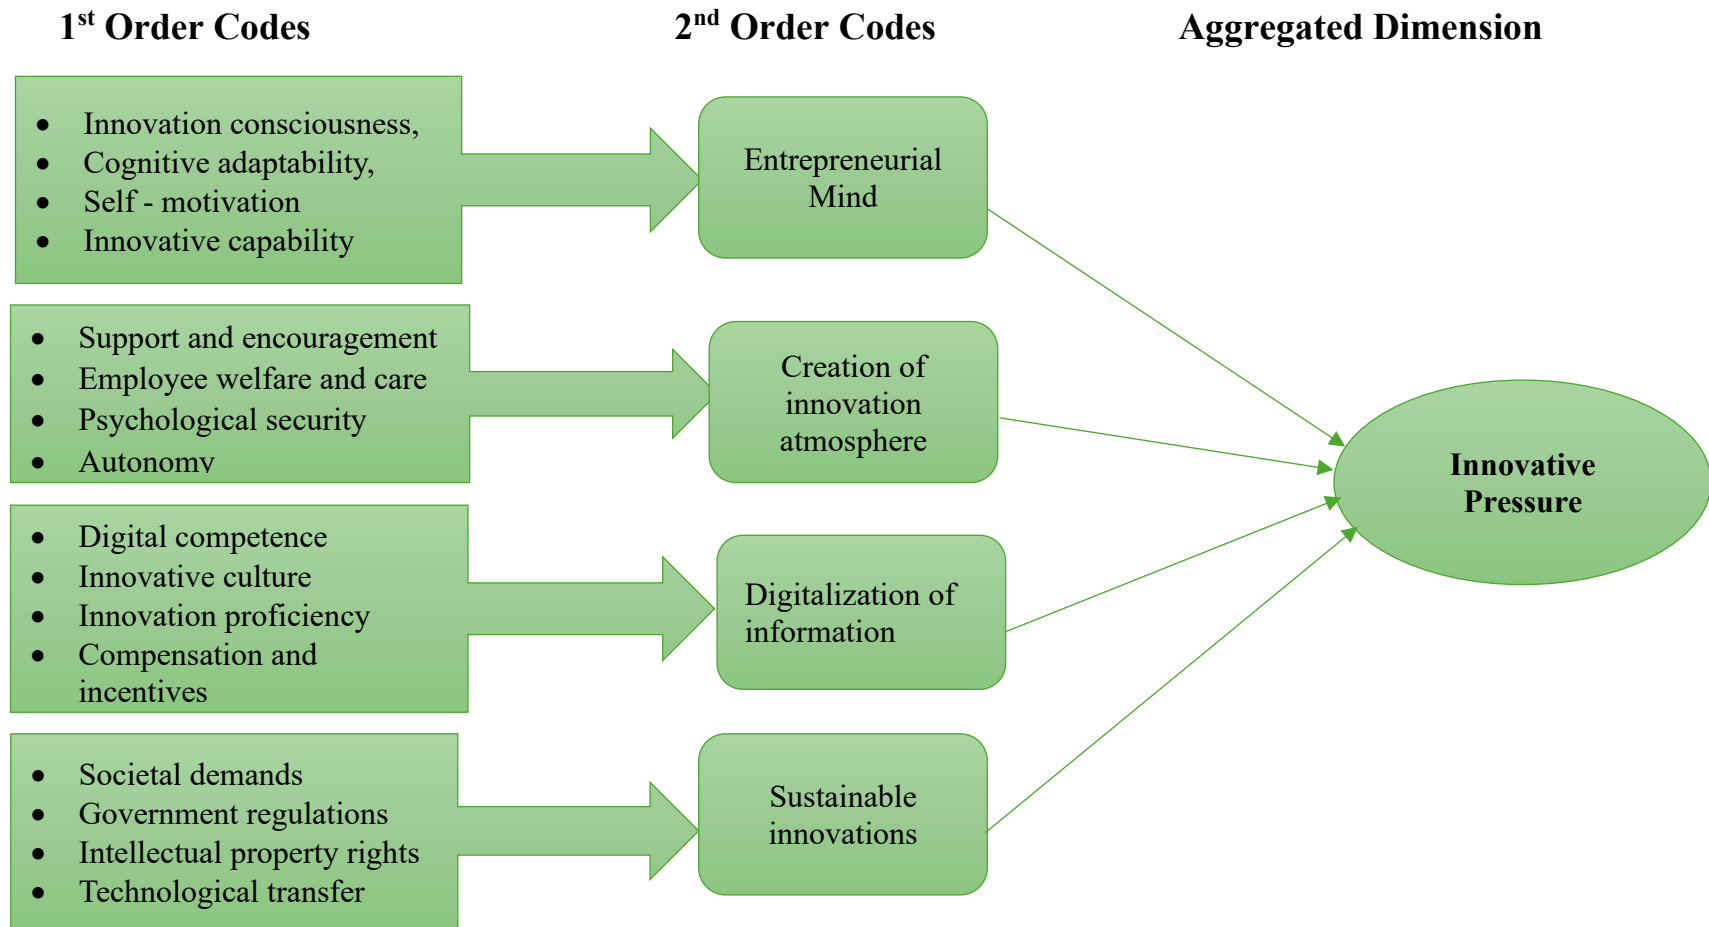 1st Order Codes
2nd Order Codes
Aggregated Dimension
• Innovation consciousness,
• Cognitive adaptability,
• Self - motivation
• Innovative capability
Entrepreneurial
Mind
• Support and encouragement
• Employee welfare and care
• Psychological security
• Autonomy
Creation of
innovation
atmosphere
• Digital competence
• Innovative culture
• Innovation proficiency
• Compensation and
incentives
Digitalization of
information
• Societal demands
• Government regulations
• Intellectual property rights
• Technological transfer
Sustainable
innovations
Innovative
Pressure